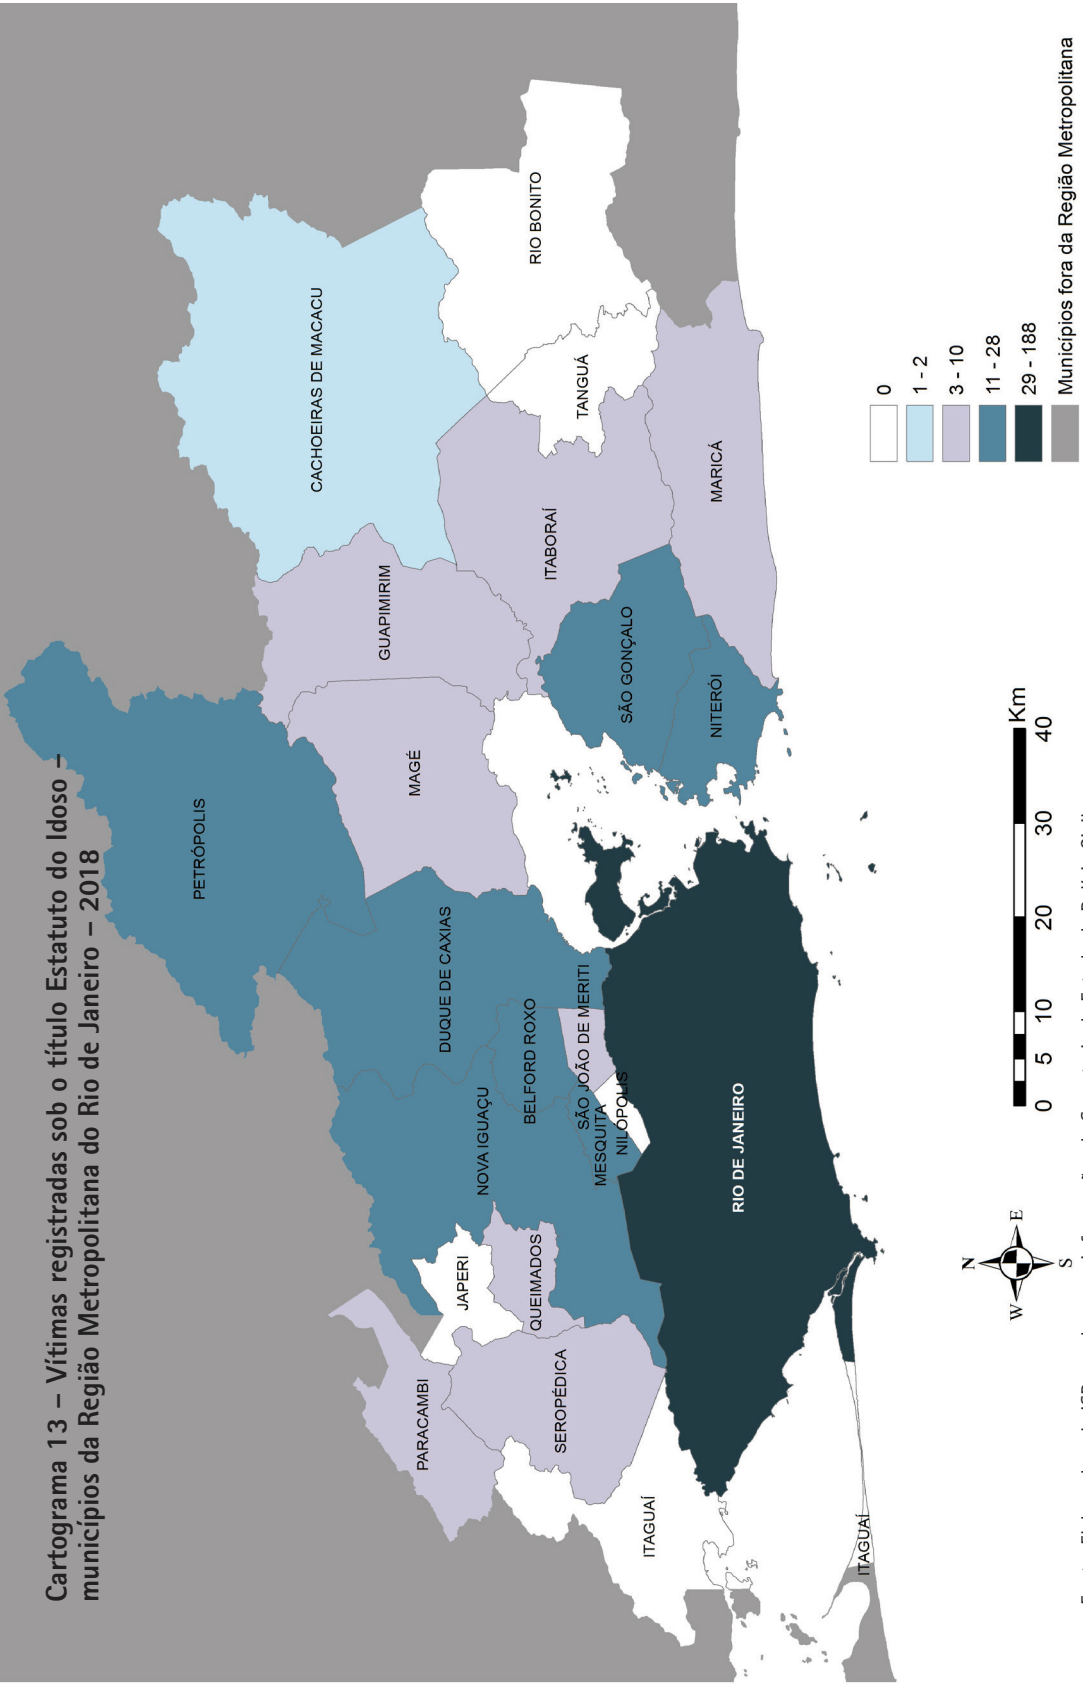 Cartograma 13 – Vítimas registradas sob o título Estatuto do Idoso –
municípios da Região Metropolitana do Rio de Janeiro – 2018
PETRÓPOLIS
CACHOEIRAS DE MACACU
GUAPIMIRIM
MAGÉ
DUQUE DE CAXIAS
NOVA IGUAÇU
BELFORD ROXO
SÃO JOÃO DE MERITI
MESQUITA
NILÓPOLIS
JAPERI
QUEIMADOS
PARACAMBI
SEROPÉDICA
ITAGUAÍ
RIO DE JANEIRO
SÃO GONÇALO
NITERÓI
ITABORAÍ
TANGUÁ
RIO BONITO
MARICÁ
ITAGUAÍ
0
1 - 2
3 - 10
11 - 28
29 - 188
Municípios fora da Região Metropolitana
N
W
E
S
0 5 10 20 30 40
Km